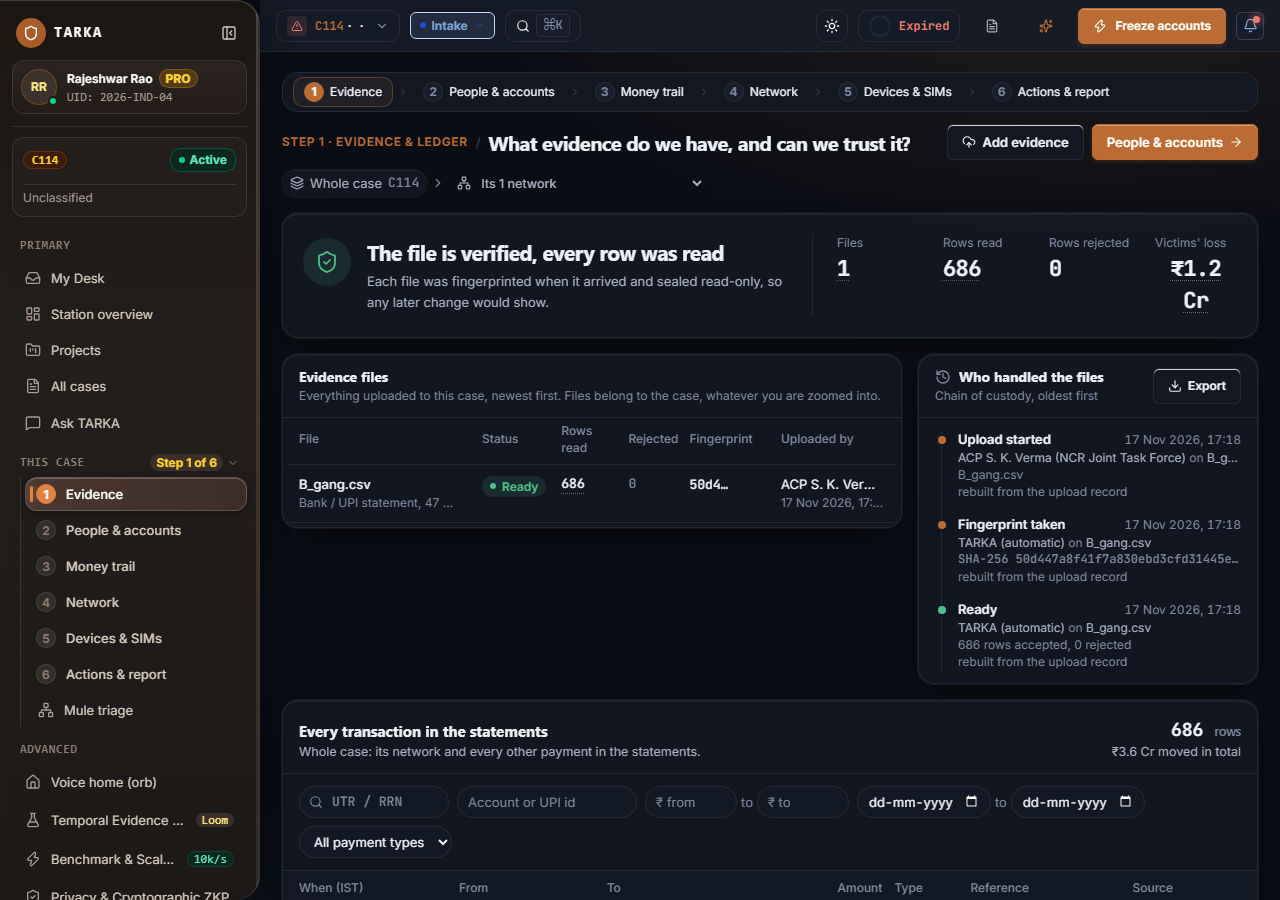 TARKA
RR
Rajeshwar Rao PRO
UID: 2026-IND-04
C114 Active
Unclassified
PRIMARY
My Desk
Station overview
Projects
All cases
Ask TARKA
THIS CASE Step 1 of 6
1 Evidence
2 People & accounts
3 Money trail
4 Network
5 Devices & SIMs
6 Actions & report
Mule triage
ADVANCED
Voice home (orb)
Temporal Evidence ... Loom
Benchmark & Scal... 10k/s
Privacy & Cryptographic ZKP
C114 · · Intake ⌘K Expired Freeze accounts
1 Evidence 2 People & accounts 3 Money trail 4 Network 5 Devices & SIMs 6 Actions & report
STEP 1 · EVIDENCE & LEDGER / What evidence do we have, and can we trust it? Add evidence People & accounts →
Whole case C114 > Its 1 network
The file is verified, every row was read
Each file was fingerprinted when it arrived and sealed read-only, so
any later change would show.
Files
1
Rows read
686
Rows rejected
0
Victims' loss
₹1.2
Cr
Evidence files
Everything uploaded to this case, newest first. Files belong to the case, whatever you are zoomed into.
File Status Rows read Rejected Fingerprint Uploaded by
B_gang.csv Ready 686 0 50d4… ACP S. K. Ver...
Bank / UPI statement, 47 ... 17 Nov 2026, 17:...
Who handled the files Export
Chain of custody, oldest first
Upload started 17 Nov 2026, 17:18
ACP S. K. Verma (NCR Joint Task Force) on B_g...
B_gang.csv
rebuilt from the upload record
Fingerprint taken 17 Nov 2026, 17:18
TARKA (automatic) on B_gang.csv
SHA-256 50d447a8f41f7a830ebd3cfd31445e…
rebuilt from the upload record
Ready 17 Nov 2026, 17:18
TARKA (automatic) on B_gang.csv
686 rows accepted, 0 rejected
rebuilt from the upload record
Every transaction in the statements 686 rows
Whole case: its network and every other payment in the statements. ₹3.6 Cr moved in total
UTR / RRN Account or UPI id ₹ from to ₹ to dd-mm-yyyy to dd-mm-yyyy
All payment types
When (IST) From To Amount Type Reference Source